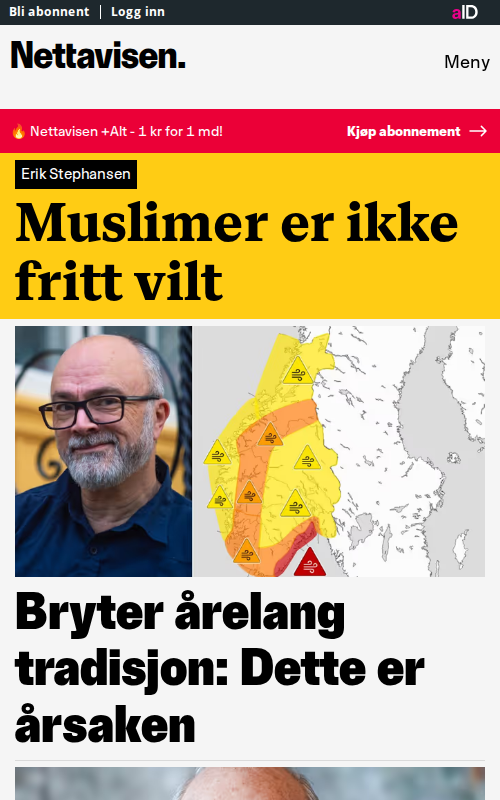 Bli abonnent
Logg inn
aID
Nettavisen.
Meny
🔥 Nettavisen +Alt - 1 kr for 1 md!
Kjøp abonnement →
Erik Stephansen
Muslimer er ikke
fritt vilt
Bryter årelang
tradisjon: Dette er
årsaken